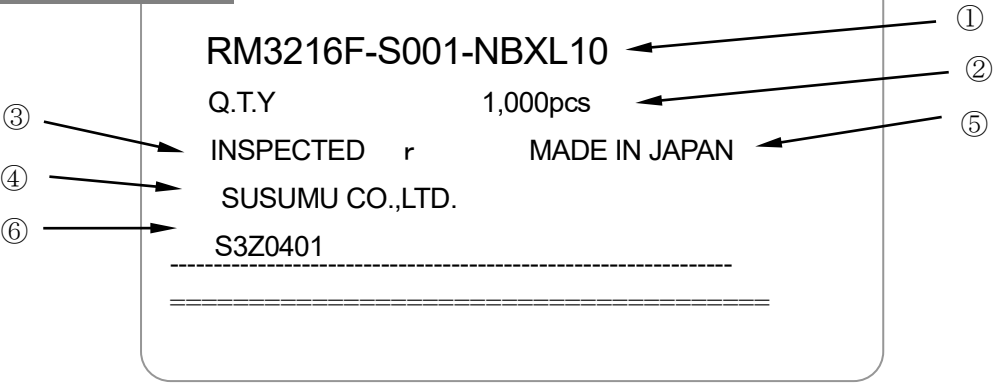 RM3216F-S001-NBXL10 ①
Q.T.Y 1,000pcs ②
③ INSPECTED r MADE IN JAPAN ⑤
④ SUSUMU CO.,LTD.
⑥ S3Z0401